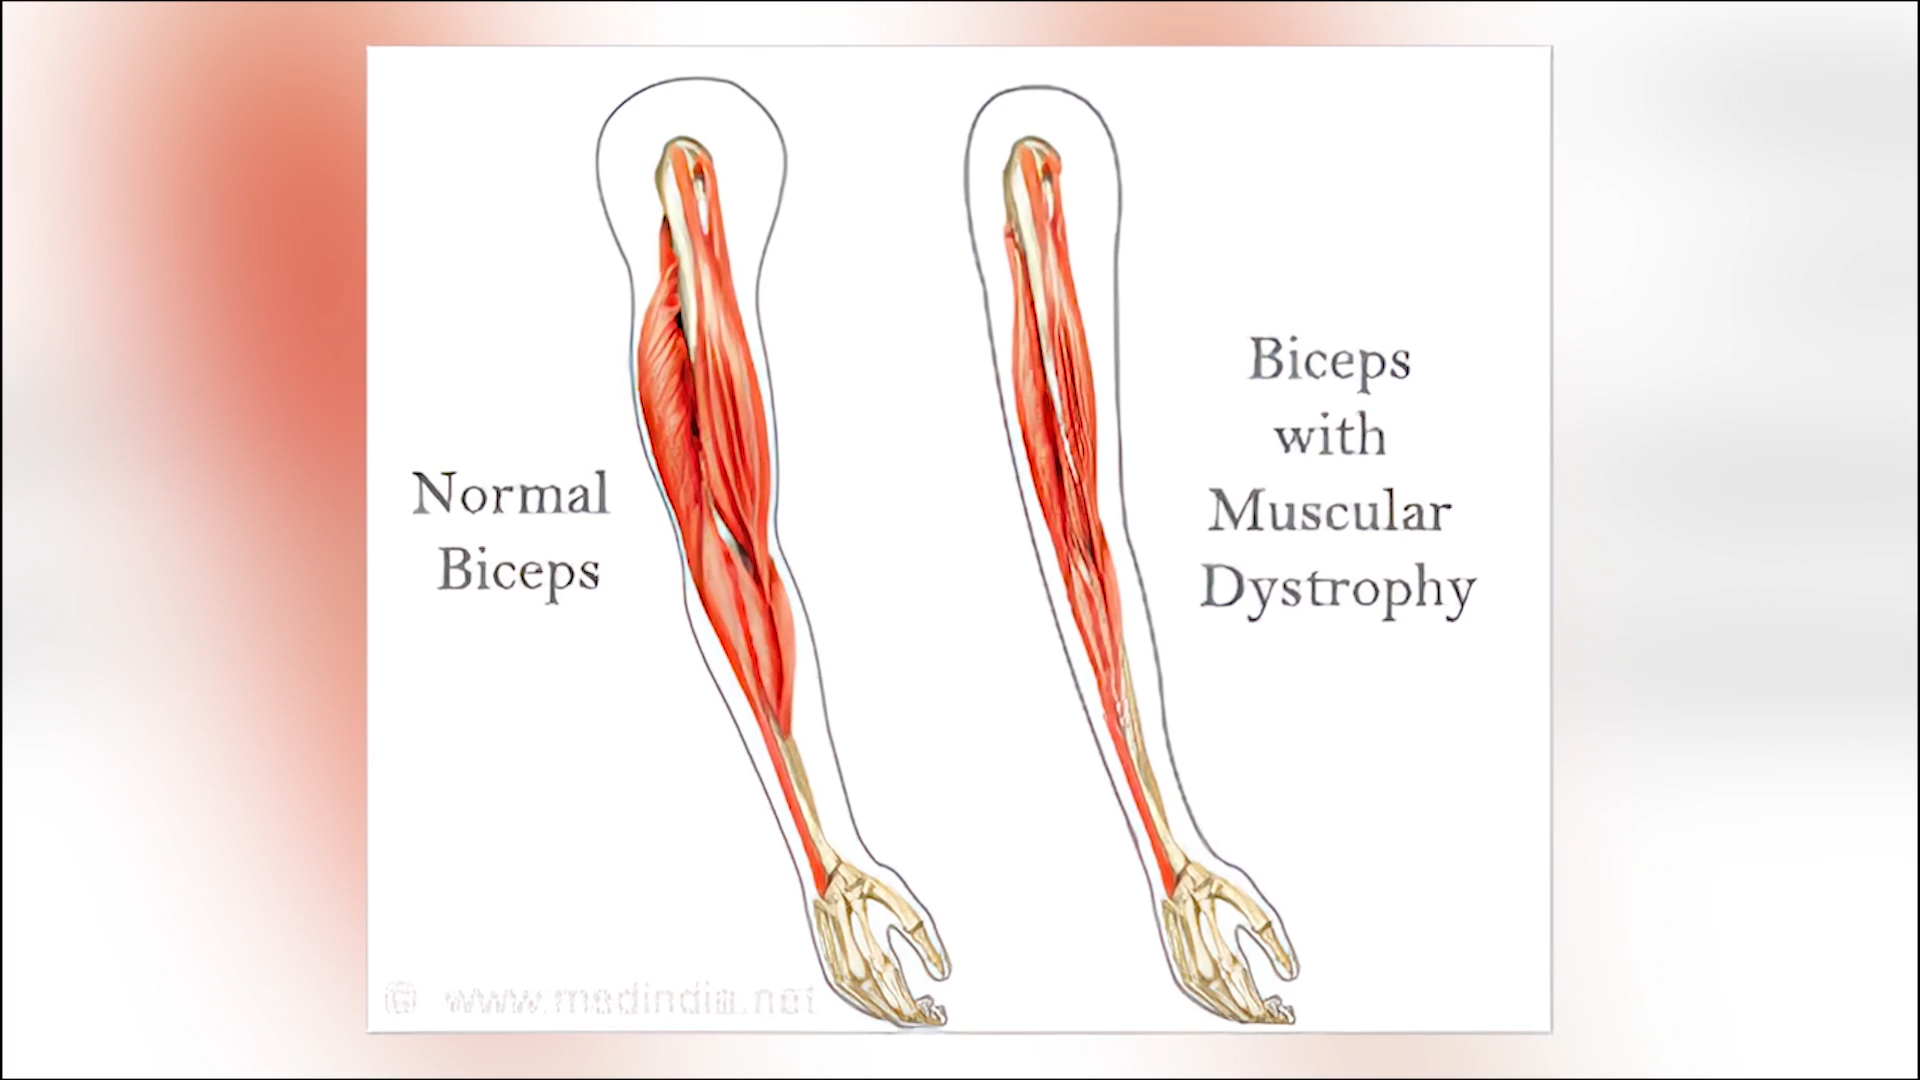 Normal
Biceps
Biceps
with
Muscular
Dystrophy
© www.medindia.net